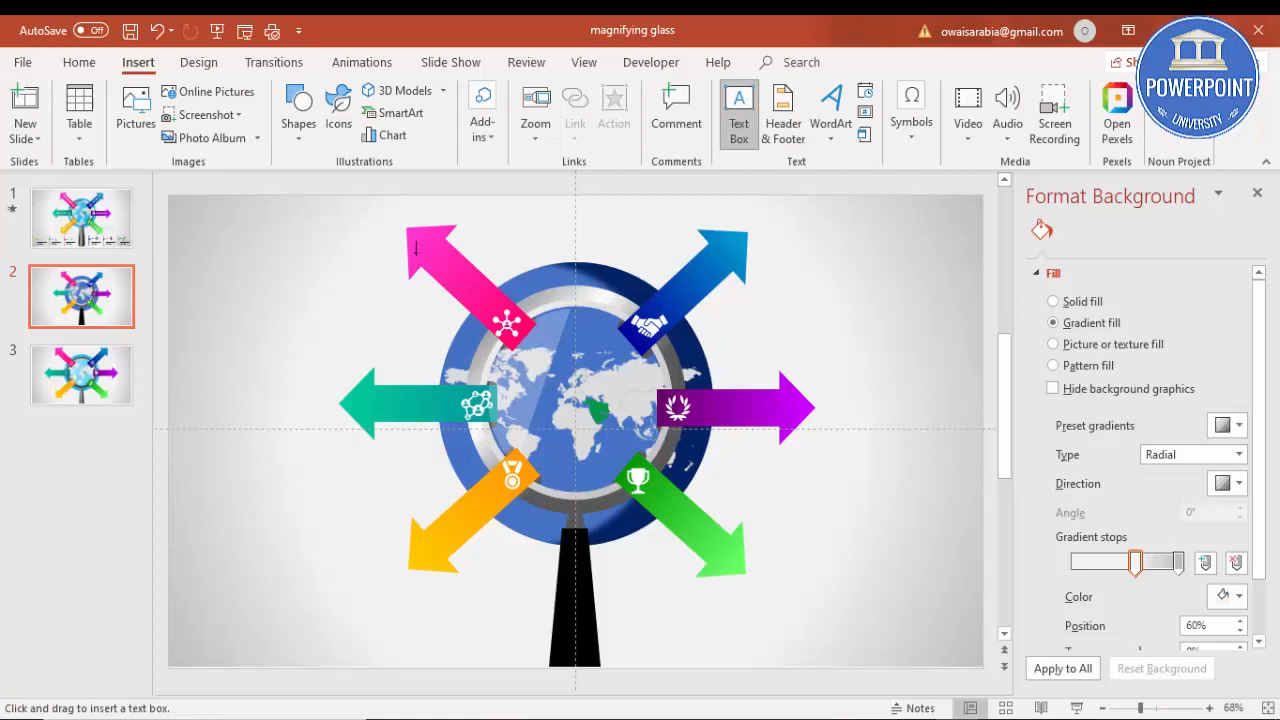 AutoSave Off magnifying glass owaisarabia@gmail.com O
File Home Insert Design Transitions Animations Slide Show Review View Developer Help Search Sh
POWERPOINT
UNIVERSITY
New
Slide
Slides
Table
Tables
Pictures
Online Pictures
Screenshot
Photo Album
Images
Shapes
Icons
3D Models
SmartArt
Chart
Illustrations
Add-
ins
Zoom
Link
Action
Links
Comment
Comments
Text
Box
Header
& Footer
WordArt
Text
Symbols
Video
Audio
Screen
Recording
Media
Open
Pexels
Pexels
Noun Project
1
2
3
Format Background
Fill
Solid fill
Gradient fill
Picture or texture fill
Pattern fill
Hide background graphics
Preset gradients
Type Radial
Direction
Angle 0°
Gradient stops
Color
Position 60%
Apply to All Reset Background
Click and drag to insert a text box. Notes 68%